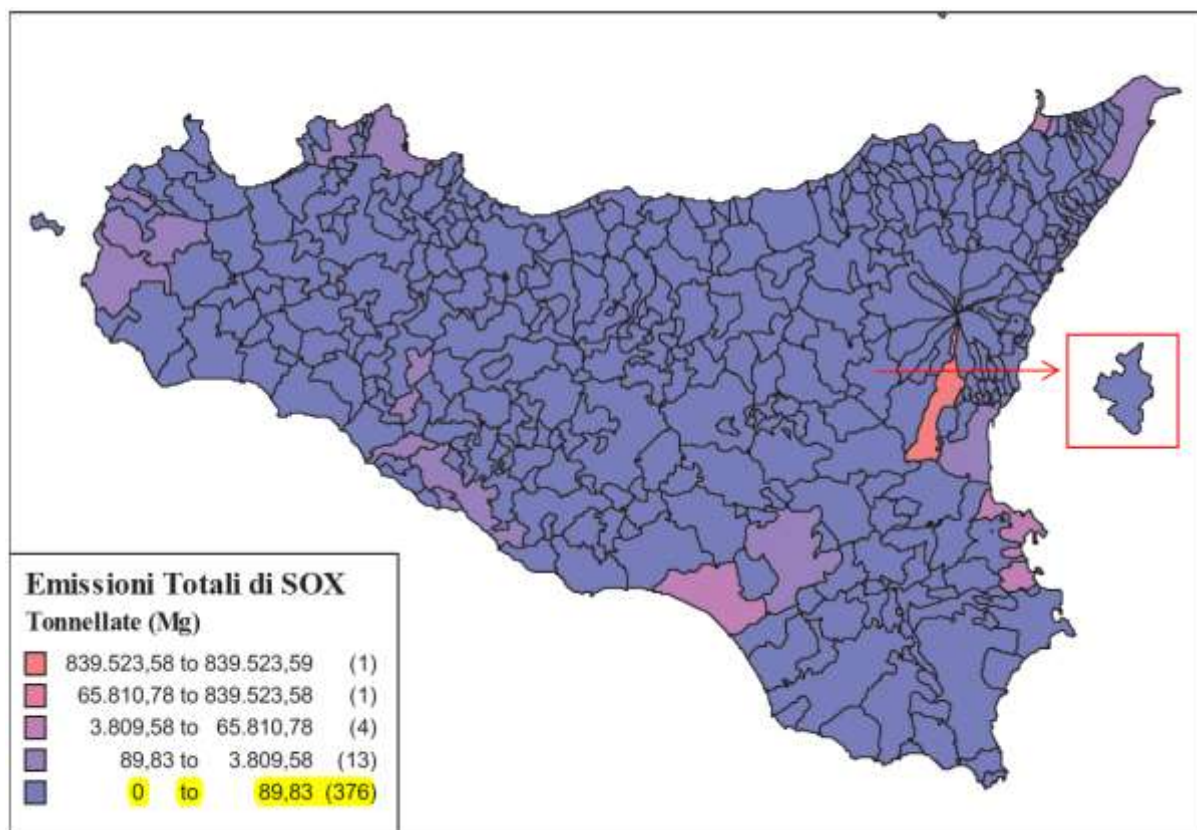 Emissioni Totali di SOX
Tonnellate (Mg)
839.523,58 to 839.523,59 (1)
65.810,78 to 839.523,58 (1)
3.809,58 to 65.810,78 (4)
89,83 to 3.809,58 (13)
0 to 89,83 (376)